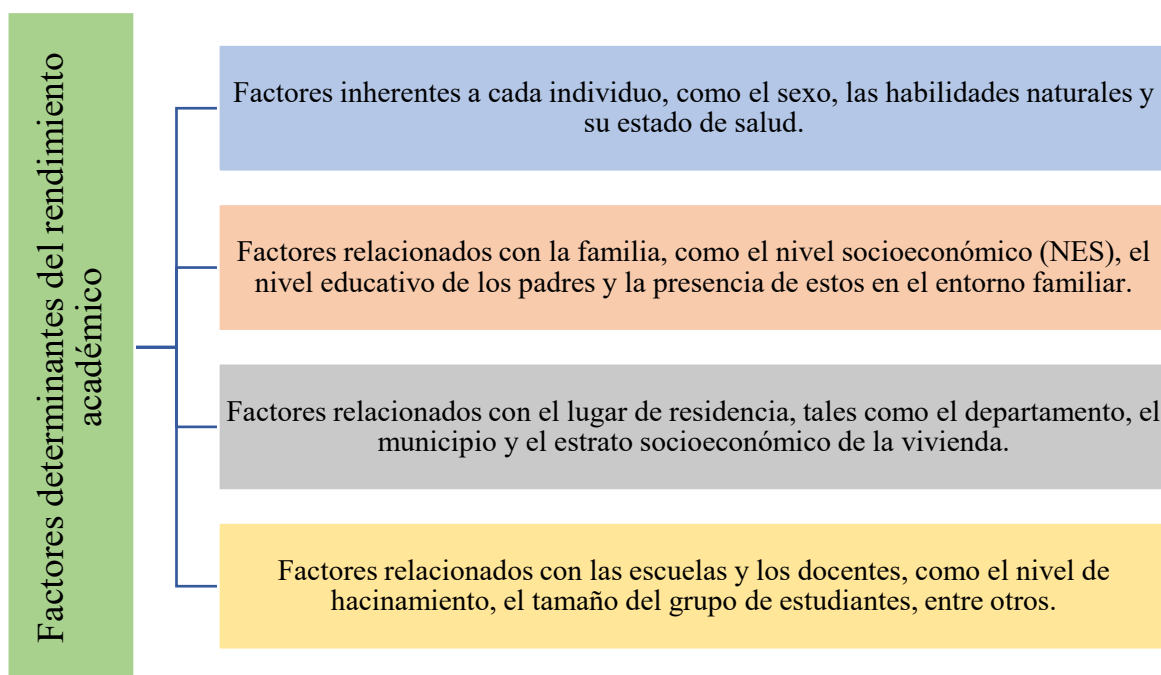 Factores determinantes del rendimiento
académico
Factores inherentes a cada individuo, como el sexo, las habilidades naturales y
su estado de salud.
Factores relacionados con la familia, como el nivel socioeconómico (NES), el
nivel educativo de los padres y la presencia de estos en el entorno familiar.
Factores relacionados con el lugar de residencia, tales como el departamento, el
municipio y el estrato socioeconómico de la vivienda.
Factores relacionados con las escuelas y los docentes, como el nivel de
hacinamiento, el tamaño del grupo de estudiantes, entre otros.